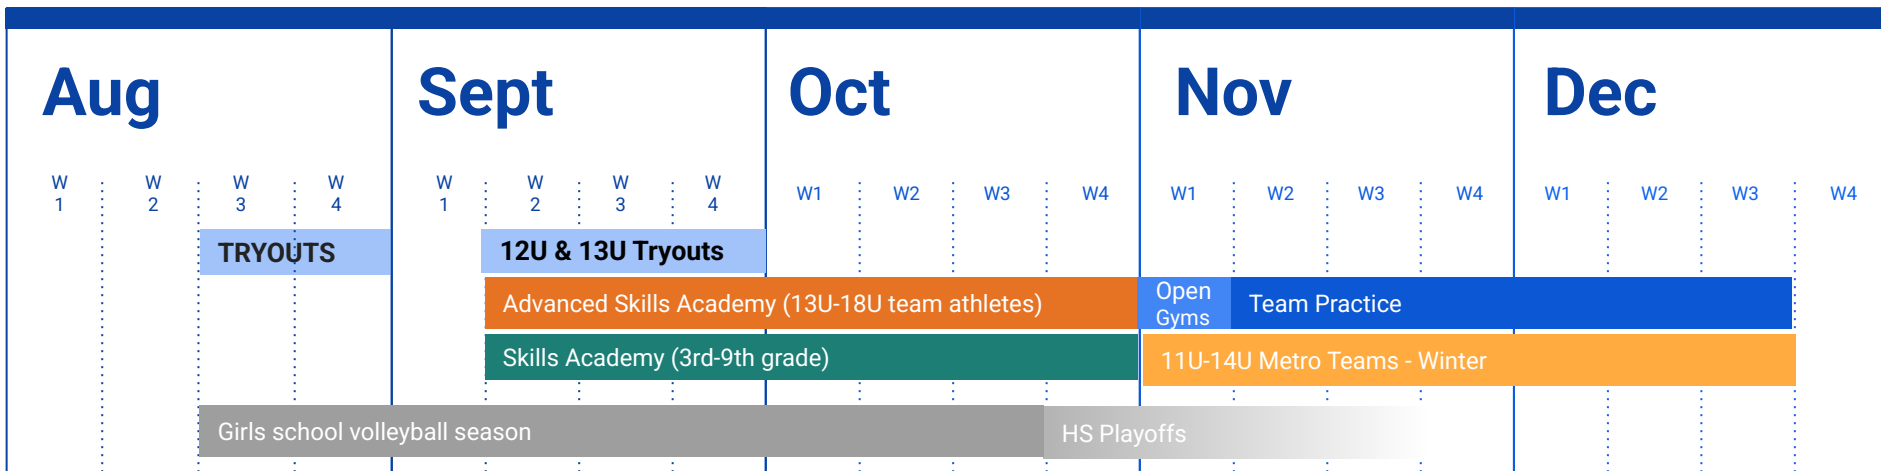 Aug Sept Oct Nov Dec
W 1 W 2 W 3 W 4 W 1 W 2 W 3 W 4 W1 W2 W3 W4 W1 W2 W3 W4 W1 W2 W3 W4
TRYOUTS 12U & 13U Tryouts
Advanced Skills Academy (13U-18U team athletes) Open Gyms Team Practice
Skills Academy (3rd-9th grade) 11U-14U Metro Teams - Winter
Girls school volleyball season HS Playoffs